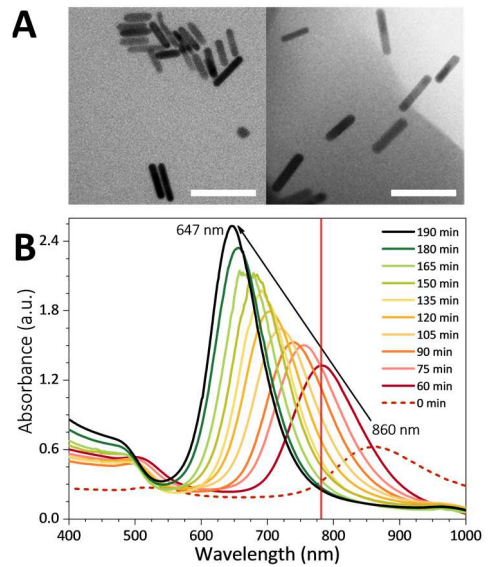 A
B
647 nm
860 nm
190 min
180 min
165 min
150 min
135 min
120 min
105 min
90 min
75 min
60 min
0 min
Absorbance (a.u.)
2.4
1.8
1.2
0.6
0.0
400 500 600 700 800 900 1000
Wavelength (nm)